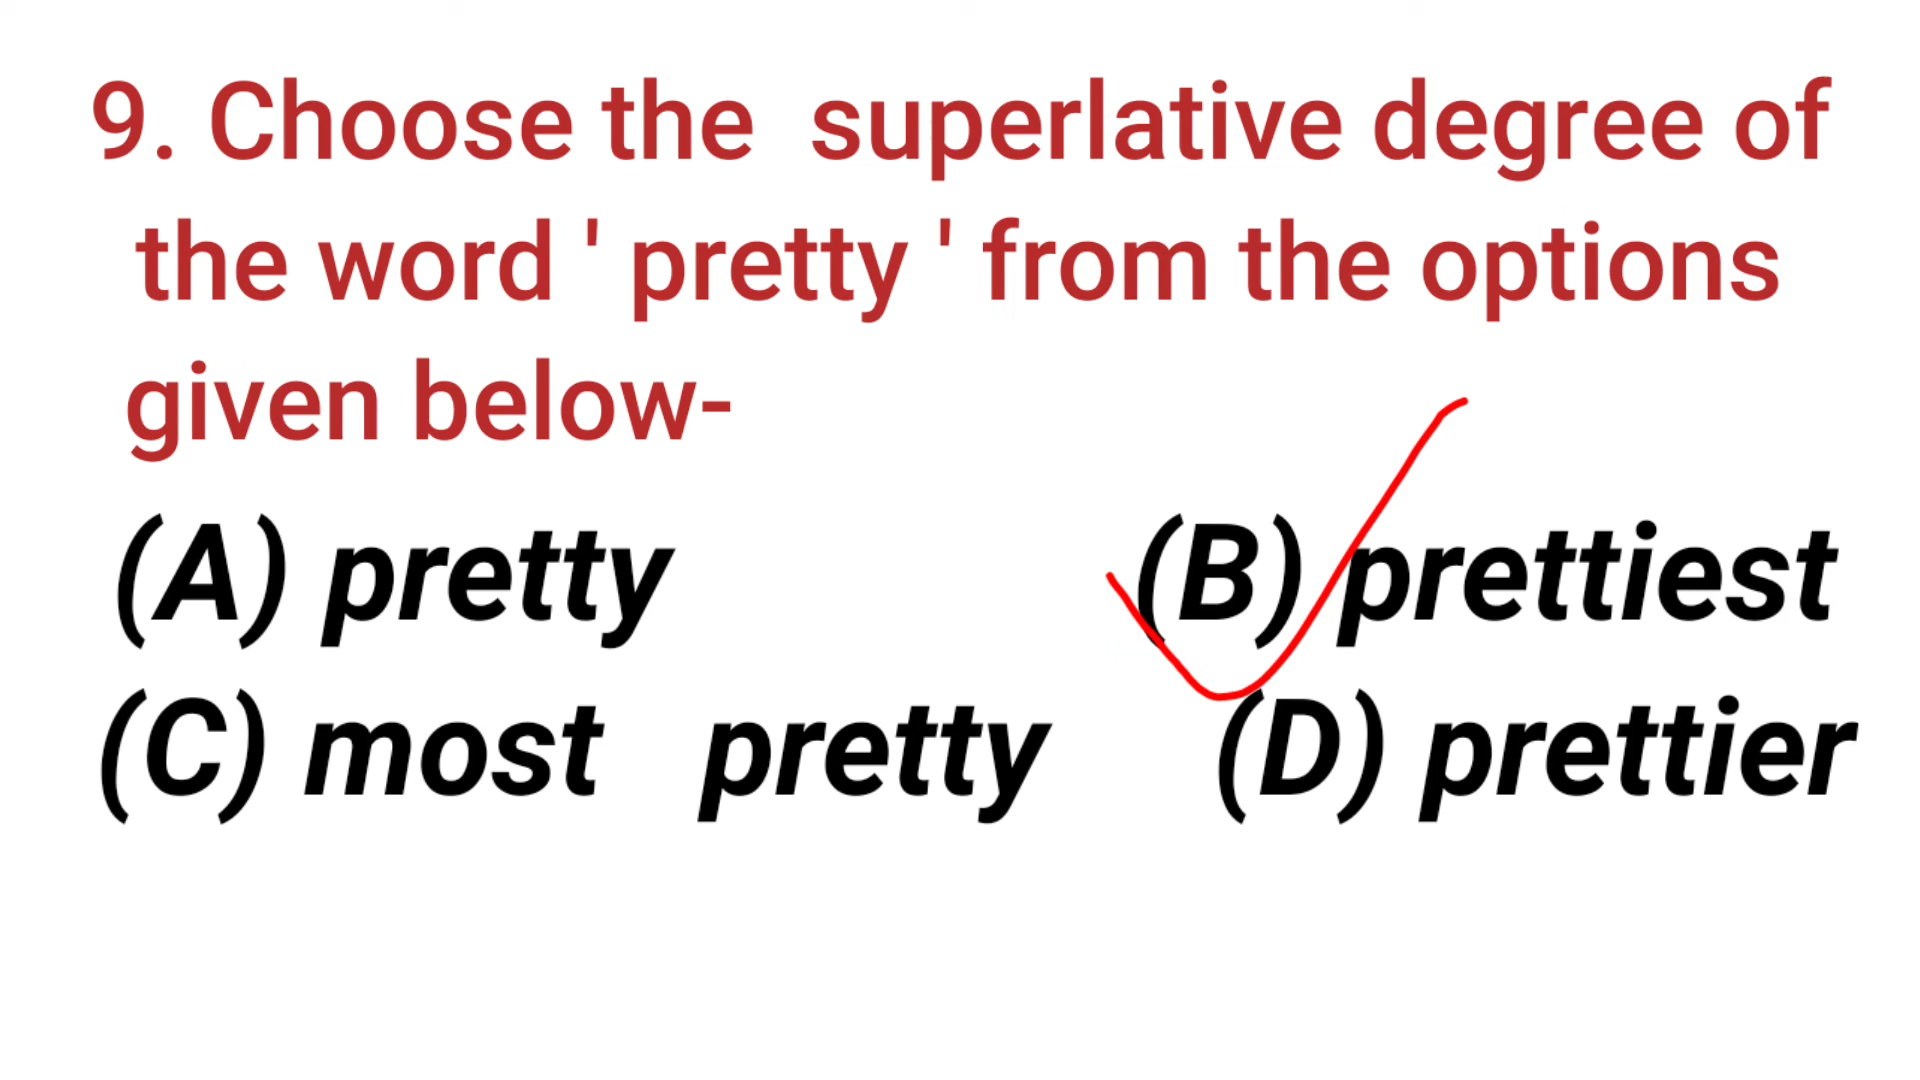 9. Choose the  superlative degree of
the word ' pretty ' from the options
given below-
(A) pretty (B) prettiest
(C) most   pretty (D) prettier